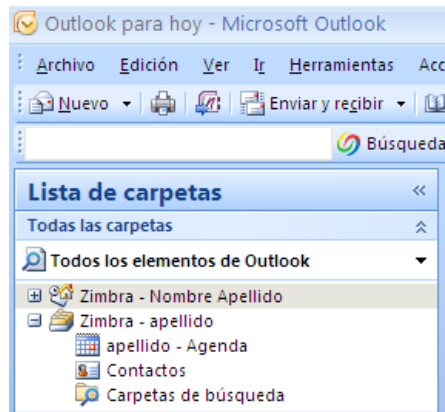 Outlook para hoy - Microsoft Outlook
Archivo Edición Ver Ir Herramientas Acc
Nuevo Enviar y recibir
Búsqueda
Lista de carpetas «
Todas las carpetas
Todos los elementos de Outlook
Zimbra - Nombre Apellido
Zimbra - apellido
apellido - Agenda
Contactos
Carpetas de búsqueda